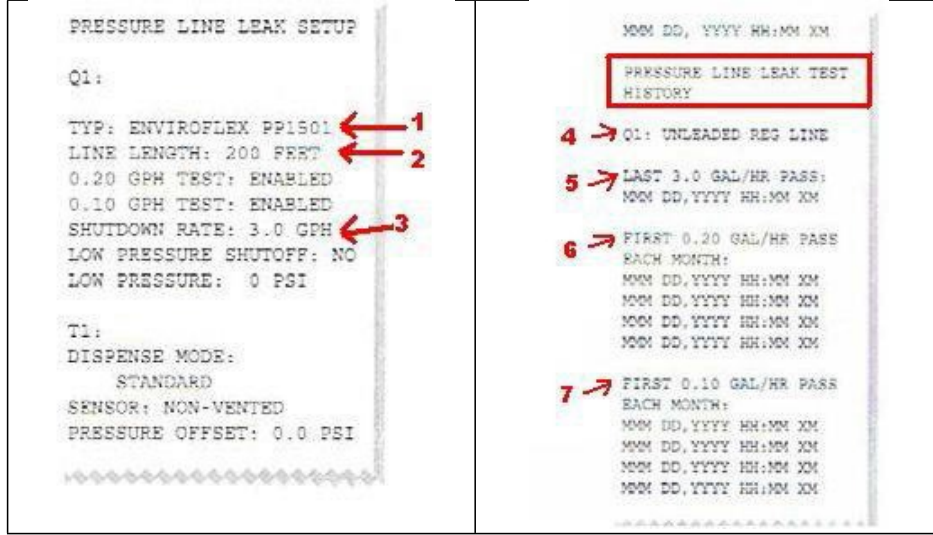 PRESSURE LINE LEAK SETUP
Q1:
TYP: ENVIROFLEX PP1501
1
LINE LENGTH: 200 FEET
2
0.20 GPH TEST: ENABLED
0.10 GPH TEST: ENABLED
SHUTDOWN RATE: 3.0 GPH
3
LOW PRESSURE SHUTOFF: NO
LOW PRESSURE: 0 PSI
T1:
DISPENSE MODE:
STANDARD
SENSOR: NON-VENTED
PRESSURE OFFSET: 0.0 PSI
MMM DD, YYYY HH:MM XM
PRESSURE LINE LEAK TEST
HISTORY
4
Q1: UNLEADED REG LINE
5
LAST 3.0 GAL/HR PASS:
MMM DD,YYYY HH:MM XM
6
FIRST 0.20 GAL/HR PASS
EACH MONTH:
MMM DD,YYYY HH:MM XM
MMM DD,YYYY HH:MM XM
MMM DD,YYYY HH:MM XM
MMM DD,YYYY HH:MM XM
7
FIRST 0.10 GAL/HR PASS
EACH MONTH:
MMM DD,YYYY HH:MM XM
MMM DD,YYYY HH:MM XM
MMM DD,YYYY HH:MM XM
MMM DD,YYYY HH:MM XM